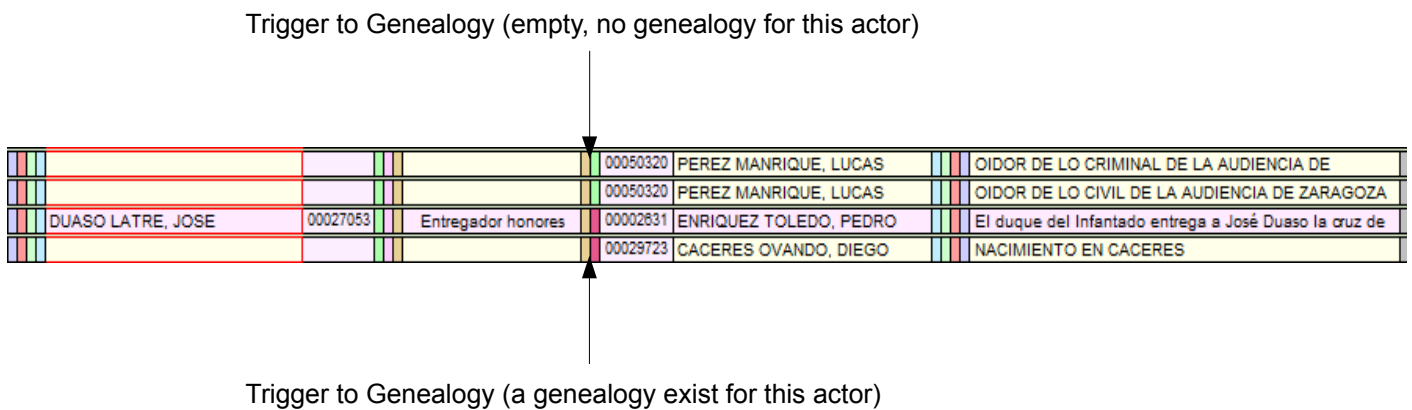 Trigger to Genealogy (empty, no genealogy for this actor)
00050320 PEREZ MANRIQUE, LUCAS OIDOR DE LO CRIMINAL DE LA AUDIENCIA DE
00050320 PEREZ MANRIQUE, LUCAS OIDOR DE LO CIVIL DE LA AUDIENCIA DE ZARAGOZA
DUASO LATRE, JOSE 00027053 Entregador honores 00002631 ENRIQUEZ TOLEDO, PEDRO El duque del Infantado entrega a José Duaso la cruz de
00029723 CACERES OVANDO, DIEGO NACIMIENTO EN CACERES
Trigger to Genealogy (a genealogy exist for this actor)